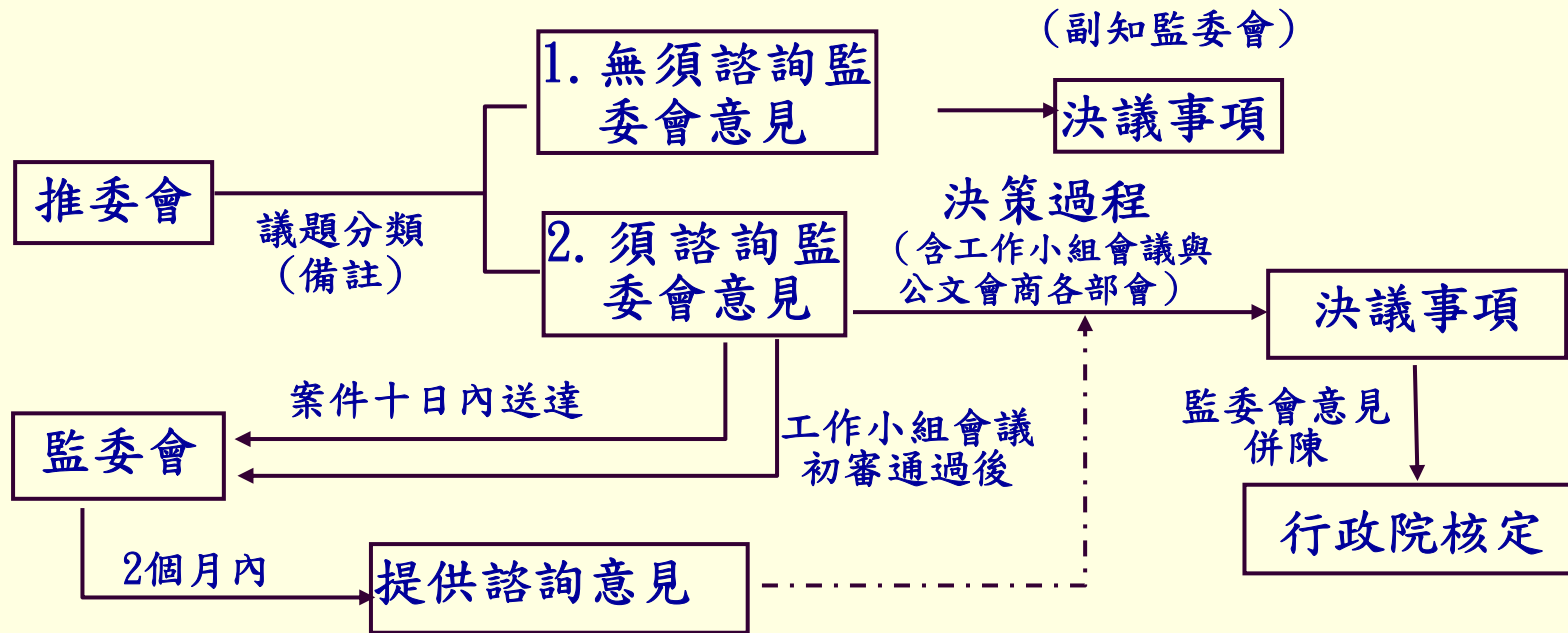 (副知監委會)
1. 無須諮詢監
委會意見
決議事項
推委會
議題分類
(備註)
2. 須諮詢監
委會意見
決策過程
(含工作小組會議與
公文會商各部會)
決議事項
案件十日內送達
監委會
工作小組會議
初審通過後
監委會意見
併陳
行政院核定
2個月內
提供諮詢意見